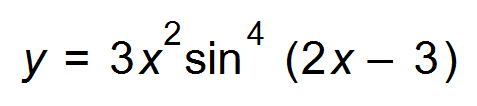 y = 3x²sin⁴ (2x – 3)